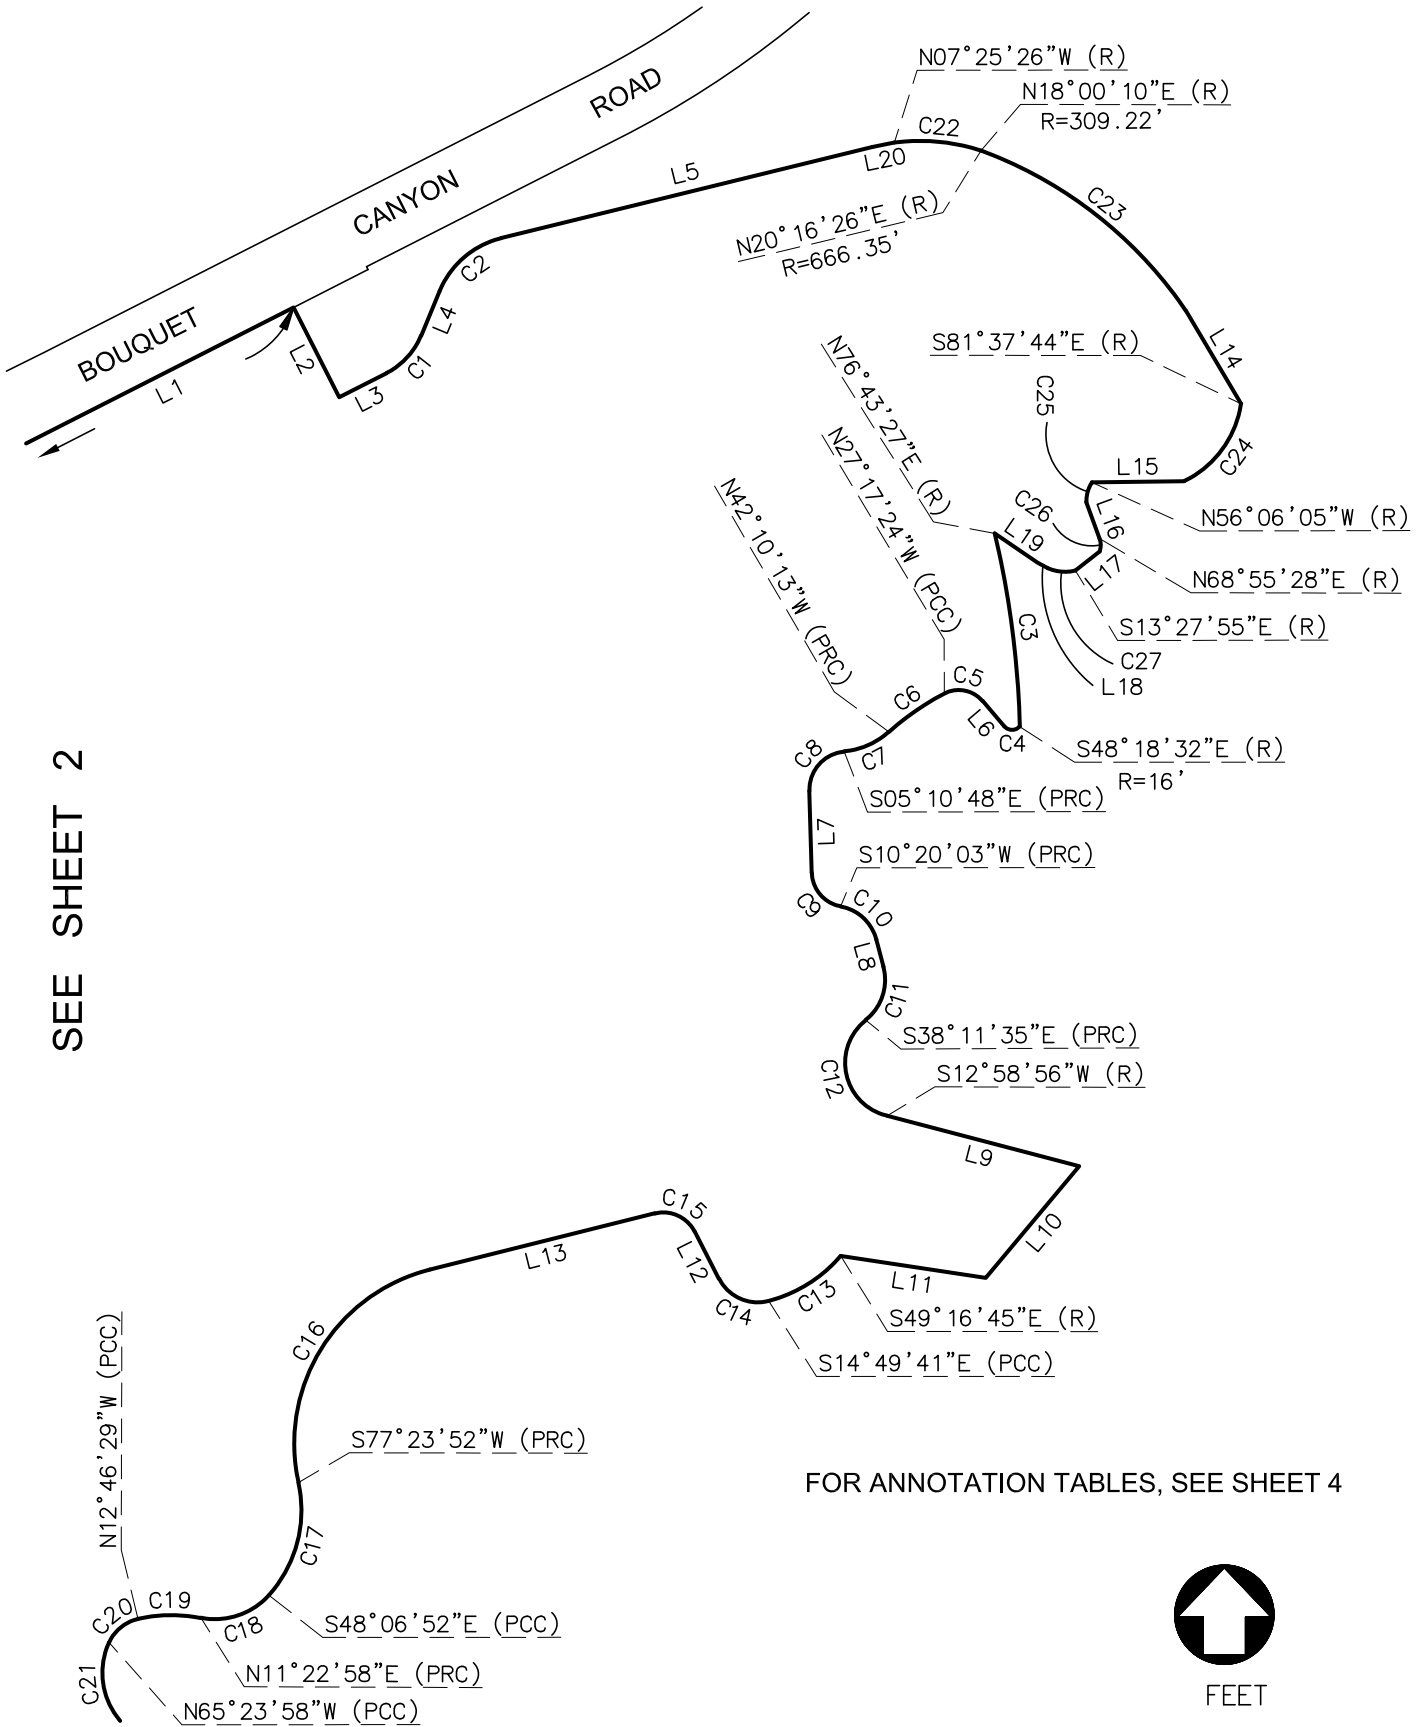 N07°25'26"W (R)
N18°00'10"E (R)
R=309.22'
ROAD
C22
L20
L5
CANYON
C23
N20°16'26"E (R)
R=666.35'
C2
L4
BOUQUET
L2
L1
L3
C1
N76°43'27"E (R)
S81°37'44"E (R)
L14
C25
N27°17'24"W (PCC)
C24
L15
N42°10'13"W (PRC)
C26
L16
N56°06'05"W (R)
L19
L17
N68°55'28"E (R)
C3
S13°27'55"E (R)
C27
L18
C5
C6
L6
C4
S48°18'32"E (R)
R=16'
C7
C8
S05°10'48"E (PRC)
L7
S10°20'03"W (PRC)
C9
C10
L8
C11
S38°11'35"E (PRC)
C12
S12°58'56"W (R)
SEE SHEET 2
L9
L10
C15
L12
L13
L11
C14
C13
S49°16'45"E (R)
S14°49'41"E (PCC)
C16
N12°46'29"W (PCC)
S77°23'52"W (PRC)
FOR ANNOTATION TABLES, SEE SHEET 4
C17
C19
C20
C18
S48°06'52"E (PCC)
N11°22'58"E (PRC)
C21
N65°23'58"W (PCC)
FEET